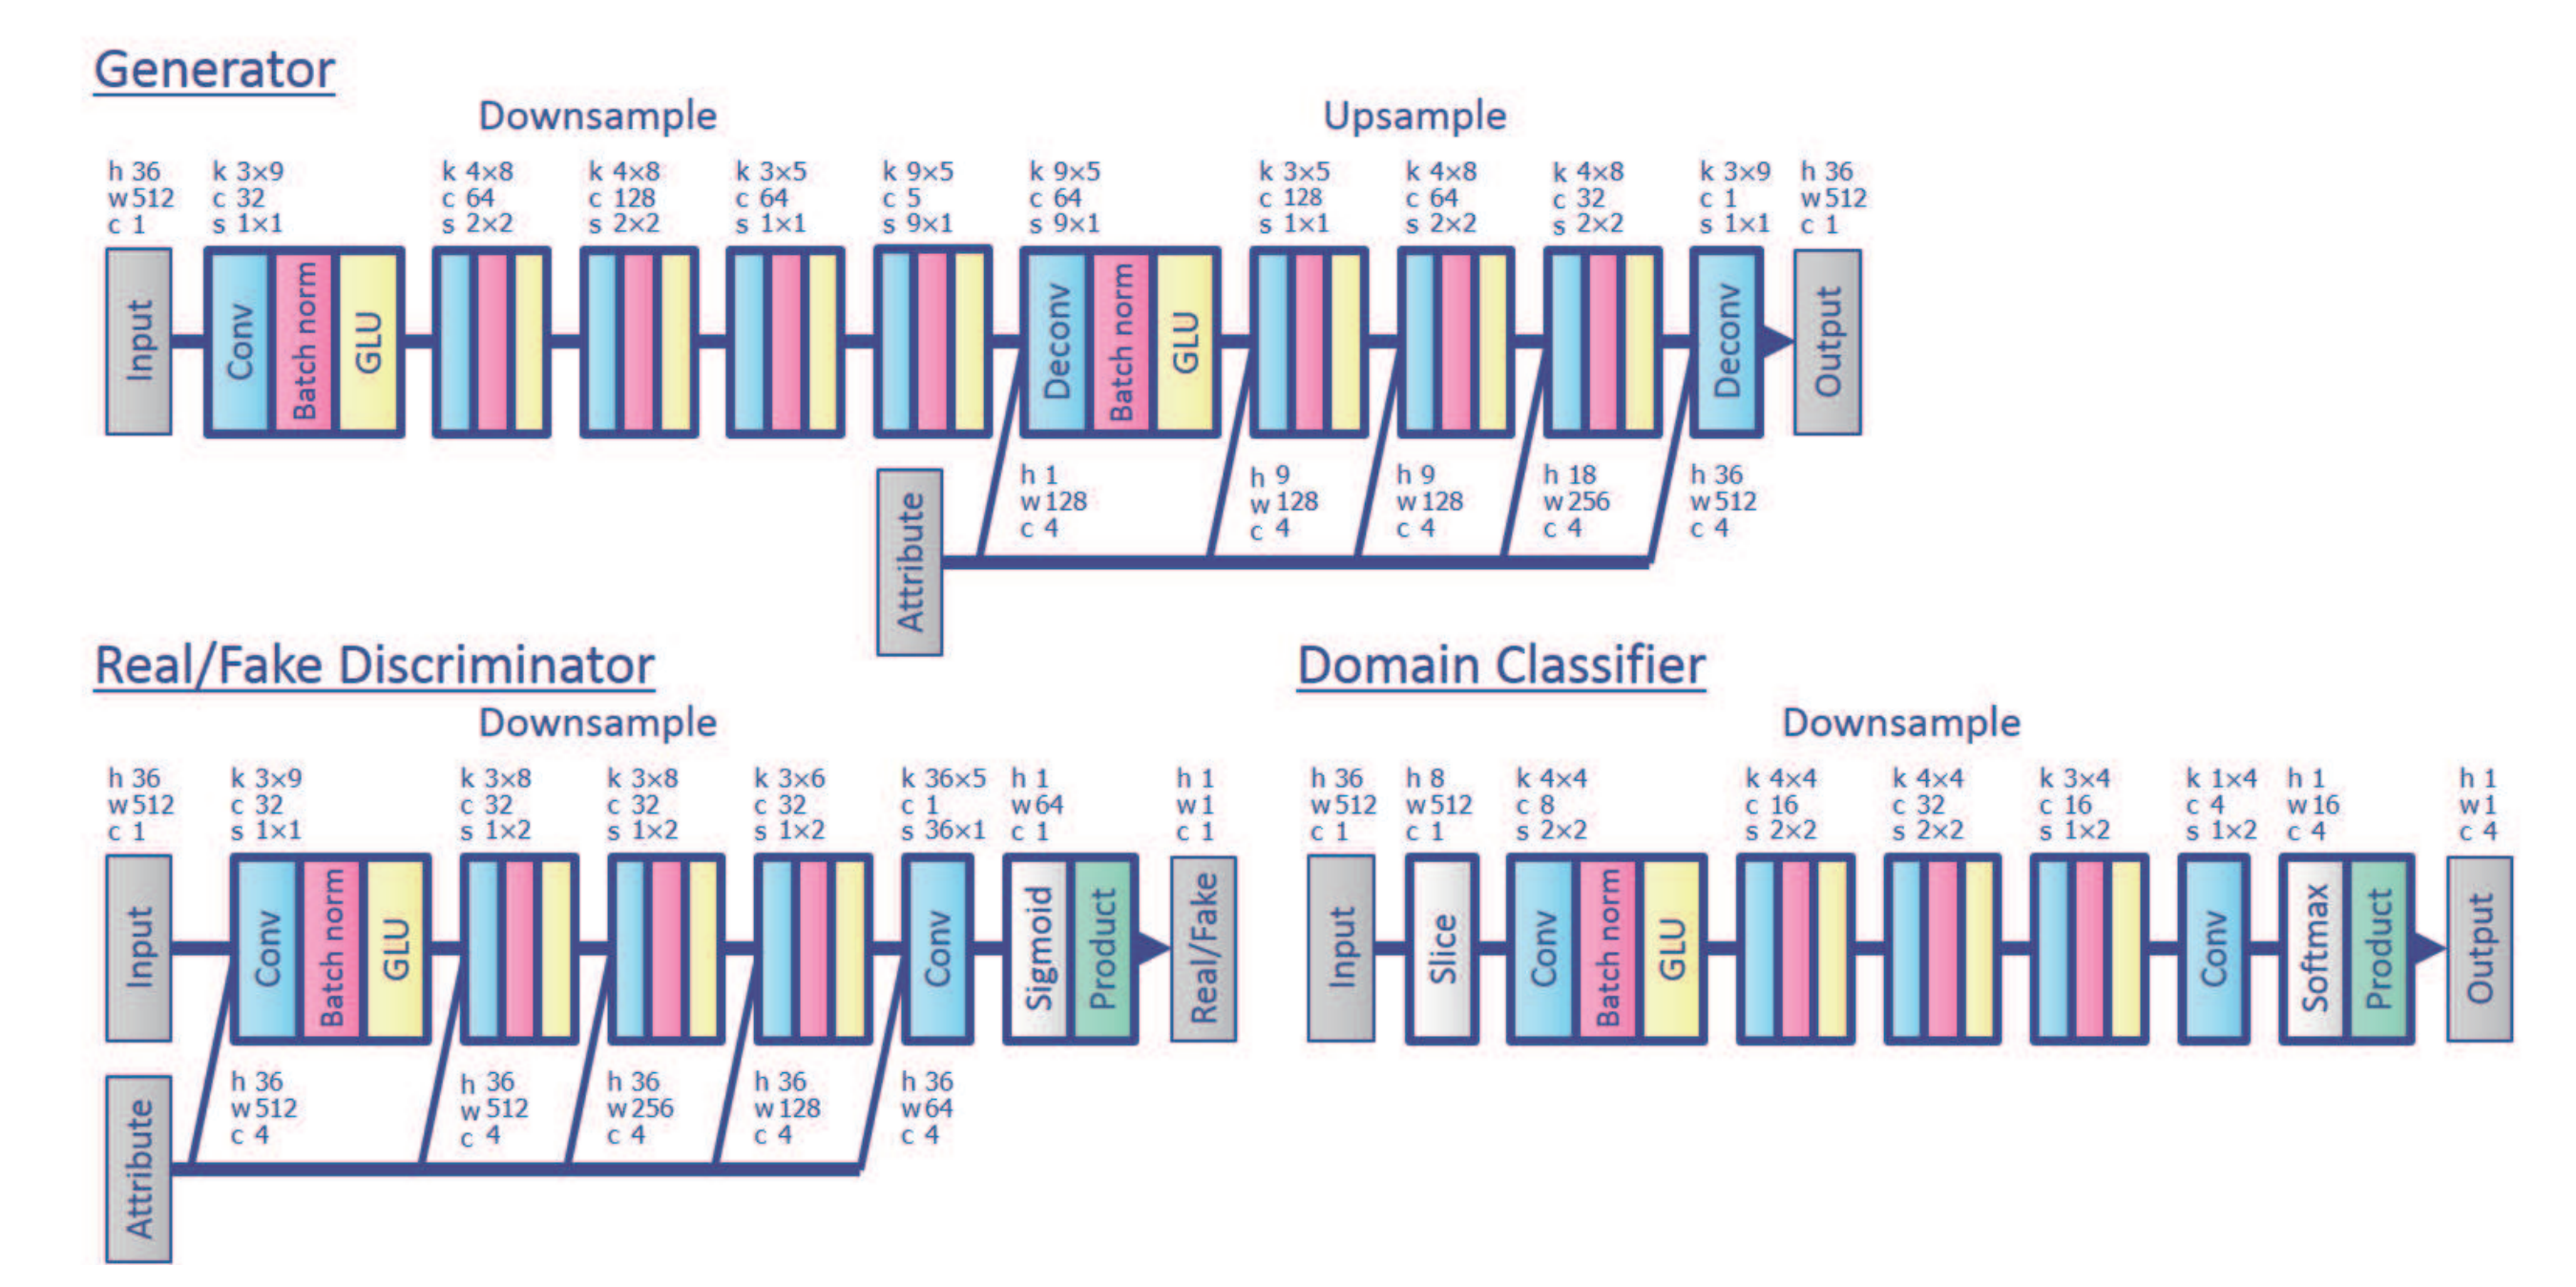 Generator
Downsample
Upsample
h 36
w 512
c 1
k 3×9
c 32
s 1×1
k 4×8
c 64
s 2×2
k 4×8
c 128
s 2×2
k 3×5
c 64
s 1×1
k 9×5
c 5
s 9×1
k 9×5
c 64
s 9×1
k 3×5
c 128
s 1×1
k 4×8
c 64
s 2×2
k 4×8
c 32
s 2×2
k 3×9
c 1
s 1×1
h 36
w 512
c 1
Input
Conv
Batch norm
GLU
Deconv
Batch norm
GLU
Deconv
Output
Attribute
h 1
w 128
c 4
h 9
w 128
c 4
h 9
w 128
c 4
h 18
w 256
c 4
h 36
w 512
c 4
Real/Fake Discriminator
Downsample
h 36
w 512
c 1
k 3×9
c 32
s 1×1
k 3×8
c 32
s 1×2
k 3×8
c 32
s 1×2
k 3×6
c 32
s 1×2
k 36×5
c 1
s 36×1
h 1
w 64
c 1
h 1
w 1
c 1
Input
Conv
Batch norm
GLU
Conv
Sigmoid
Product
Real/Fake
Attribute
h 36
w 512
c 4
h 36
w 512
c 4
h 36
w 256
c 4
h 36
w 128
c 4
h 36
w 64
c 4
Domain Classifier
Downsample
h 36
w 512
c 1
h 8
w 512
c 1
k 4×4
c 8
s 2×2
k 4×4
c 16
s 2×2
k 4×4
c 32
s 2×2
k 3×4
c 16
s 1×2
k 1×4
c 4
s 1×2
h 1
w 16
c 4
h 1
w 1
c 4
Input
Slice
Conv
Batch norm
GLU
Conv
Softmax
Product
Output